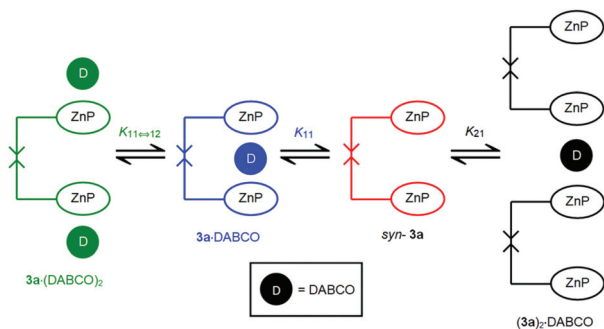 D
ZnP
ZnP
D
3a·(DABCO)2
K11⇔12
ZnP
D
ZnP
3a·DABCO
K11
ZnP
ZnP
syn- 3a
K21
ZnP
ZnP
D
ZnP
ZnP
(3a)2·DABCO
D = DABCO